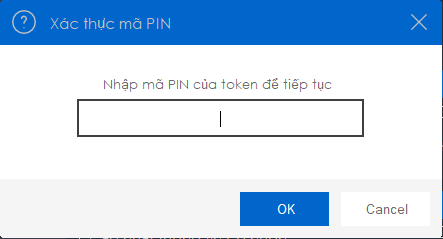 Xác thực mã PIN
Nhập mã PIN của token để tiếp tục
OK
Cancel